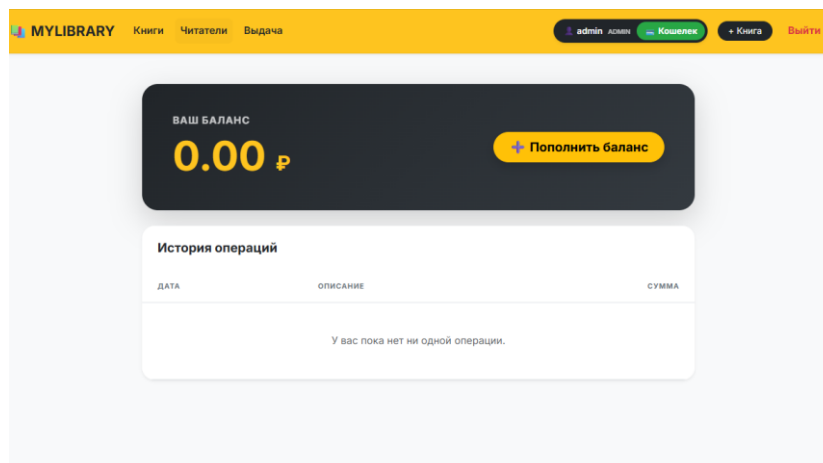 MYLIBRARY Книги Читатели Выдача admin ADMIN Кошелек + Книга Выйти
ВАШ БАЛАНС
0.00 ₽
Пополнить баланс
История операций
ДАТА ОПИСАНИЕ СУММА
У вас пока нет ни одной операции.